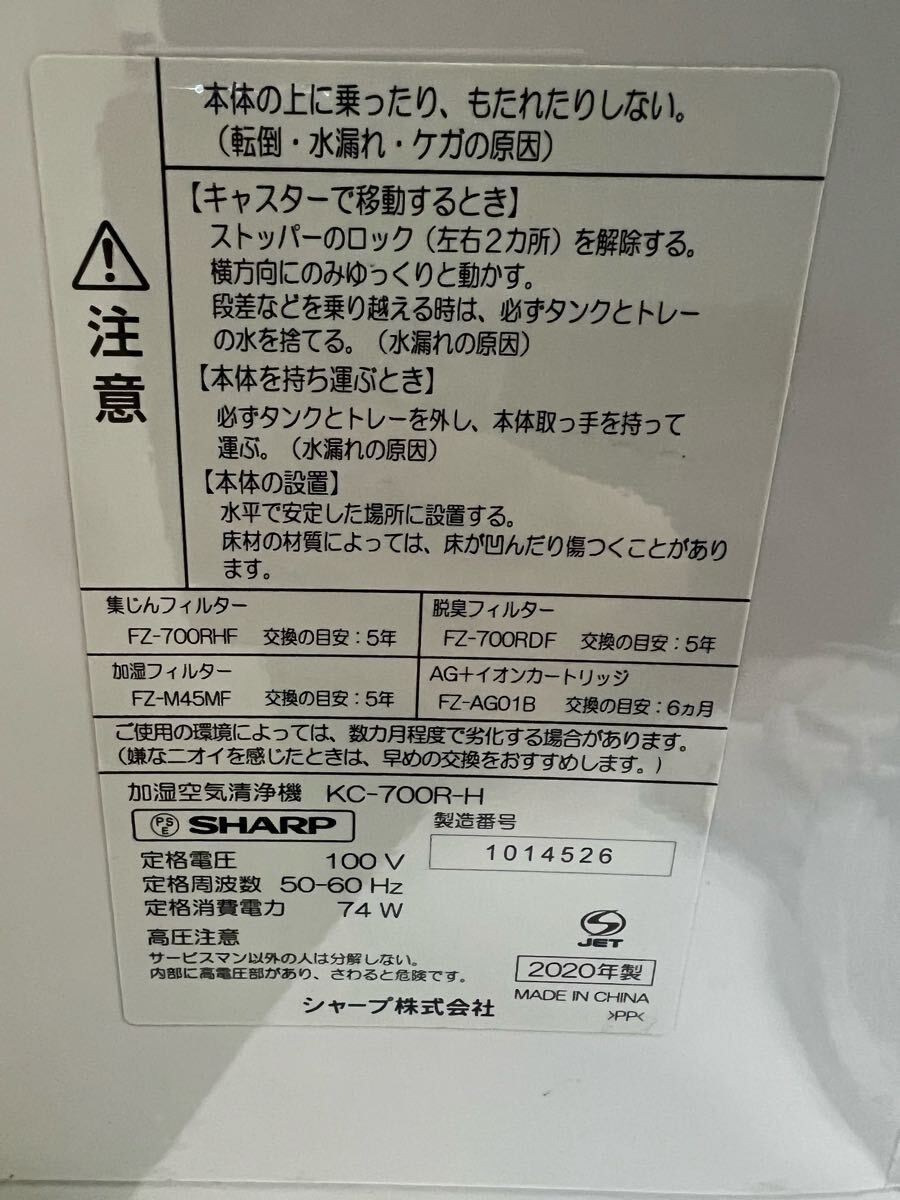 注意
本体の上に乗ったり、もたれたりしない。
（転倒・水漏れ・ケガの原因）
【キャスターで移動するとき】
ストッパーのロック（左右2カ所）を解除する。
横方向にのみゆっくりと動かす。
段差などを乗り越える時は、必ずタンクとトレー
の水を捨てる。（水漏れの原因）
【本体を持ち運ぶとき】
必ずタンクとトレーを外し、本体取っ手を持って
運ぶ。（水漏れの原因）
【本体の設置】
水平で安定した場所に設置する。
床材の材質によっては、床が凹んだり傷つくことがあり
ます。
集じんフィルター
FZ-700RHF 交換の目安：5年
脱臭フィルター
FZ-700RDF 交換の目安：5年
加湿フィルター
FZ-M45MF 交換の目安：5年
AG+イオンカートリッジ
FZ-AG01B 交換の目安：6ヵ月
ご使用の環境によっては、数カ月程度で劣化する場合があります。
（嫌なニオイを感じたときは、早めの交換をおすすめします。）
加湿空気清浄機 KC-700R-H
PSE SHARP
製造番号
1014526
定格電圧 100 V
定格周波数 50-60 Hz
定格消費電力 74 W
高圧注意
サービスマン以外の人は分解しない。
内部に高電圧部があり、さわると危険です。
シャープ株式会社
JET
2020年製
MADE IN CHINA
>PP<